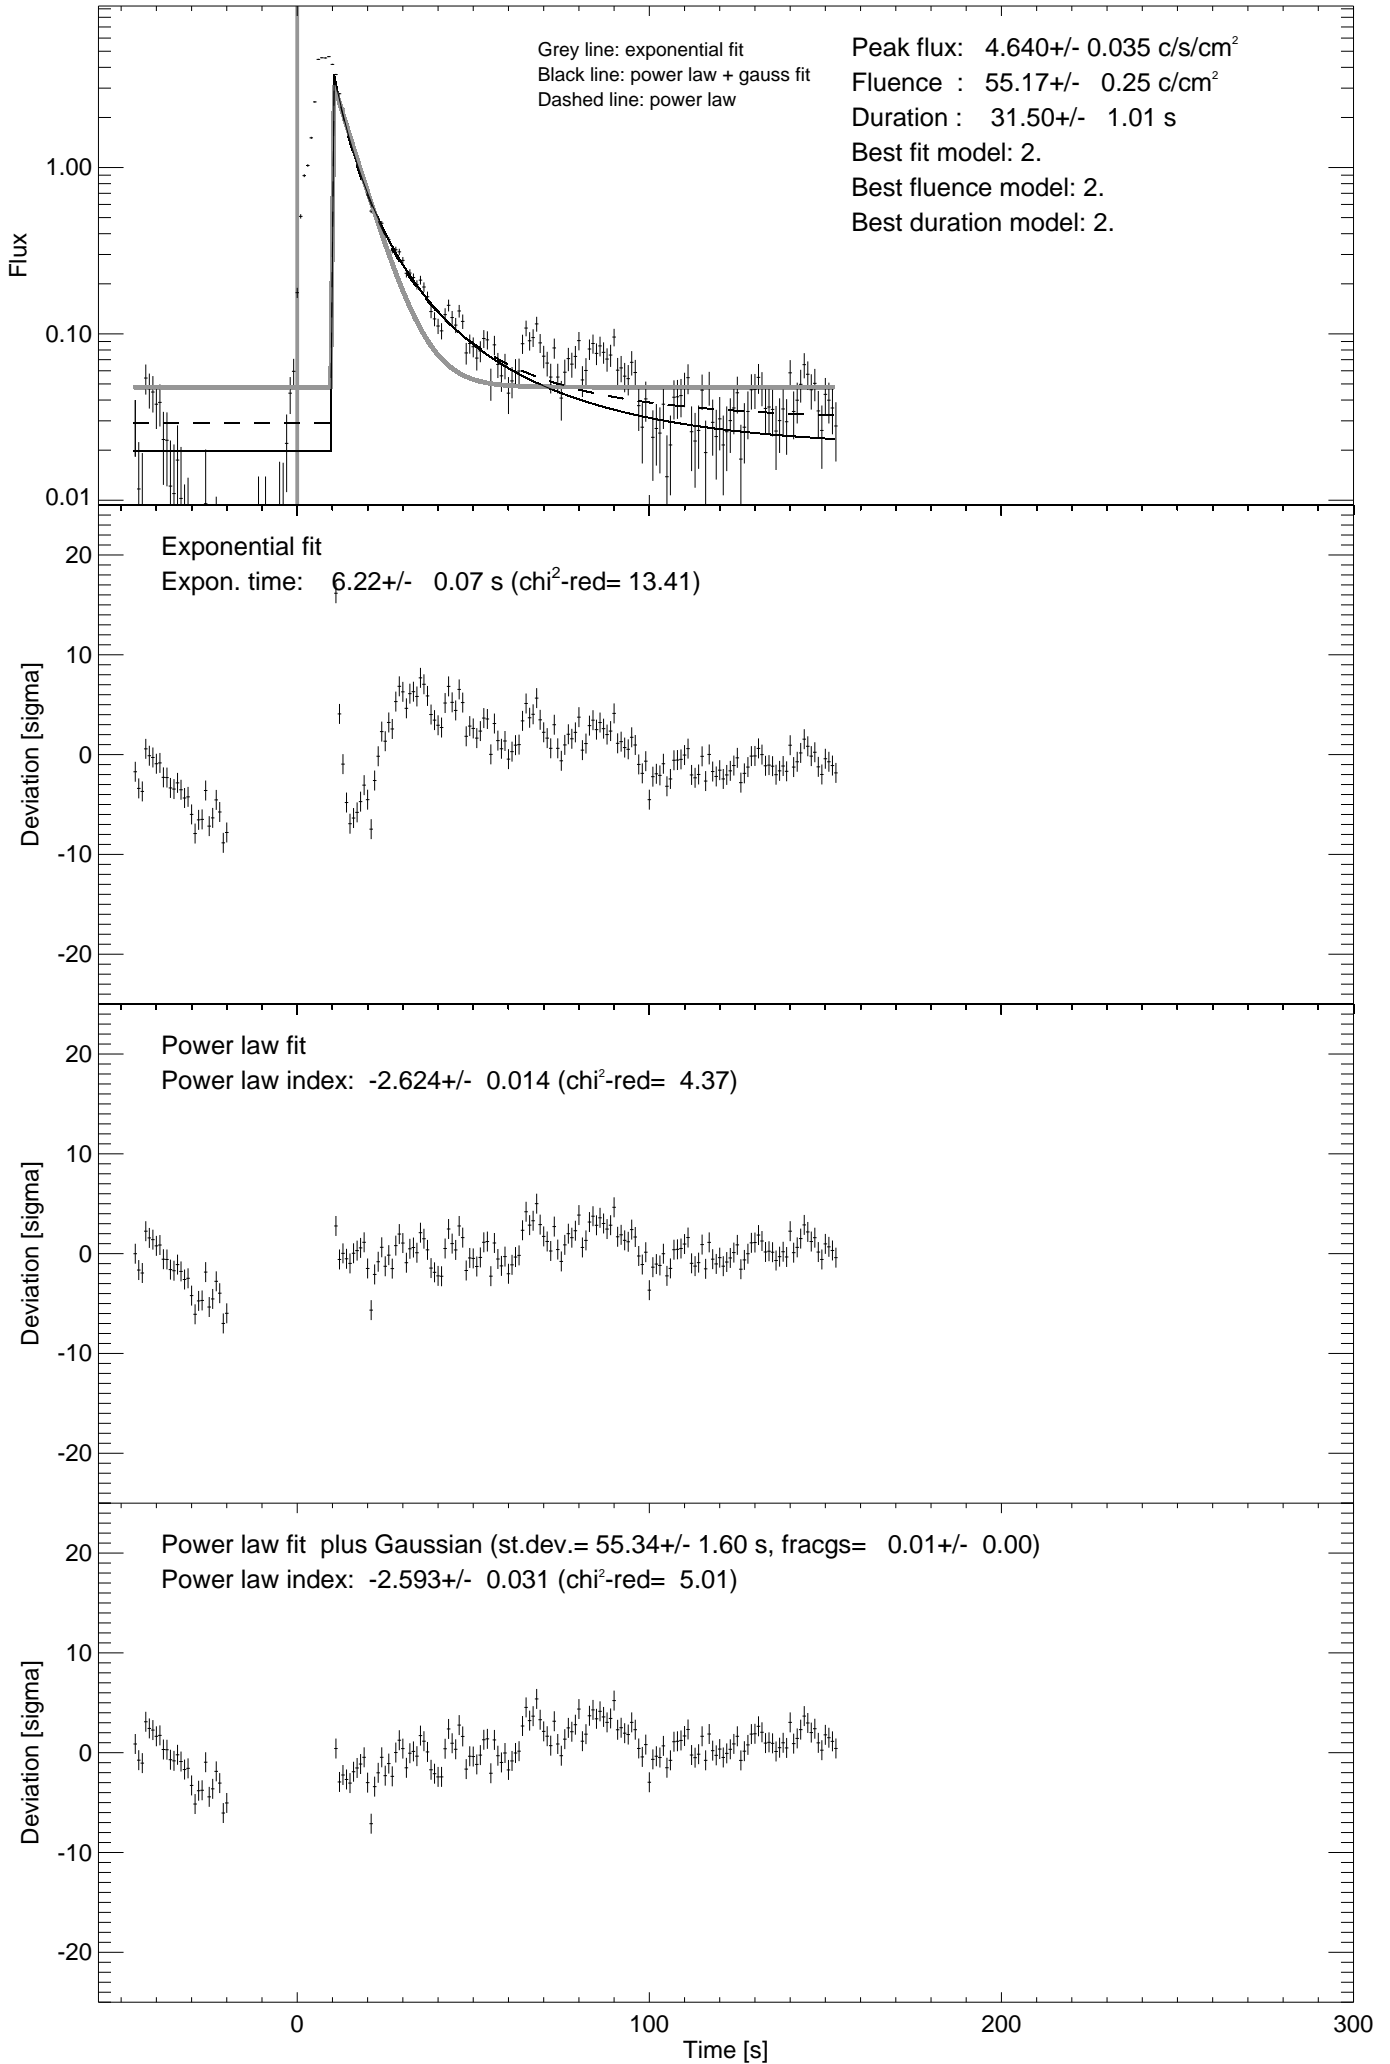 Grey line: exponential fit
Black line: power law + gauss fit
Dashed line: power law
Peak flux: 4.640+/- 0.035 c/s/cm²
Fluence : 55.17+/- 0.25 c/cm²
Duration : 31.50+/- 1.01 s
Best fit model: 2.
Best fluence model: 2.
Best duration model: 2.
1.00
0.10
0.01
Flux
Exponential fit
Expon. time: 6.22+/- 0.07 s (chi²-red= 13.41)
20
10
0
-10
-20
Deviation [sigma]
Power law fit
Power law index: -2.624+/- 0.014 (chi²-red= 4.37)
20
10
0
-10
-20
Deviation [sigma]
Power law fit plus Gaussian (st.dev.= 55.34+/- 1.60 s, fracgs= 0.01+/- 0.00)
Power law index: -2.593+/- 0.031 (chi²-red= 5.01)
20
10
0
-10
-20
Deviation [sigma]
0 100 200 300
Time [s]